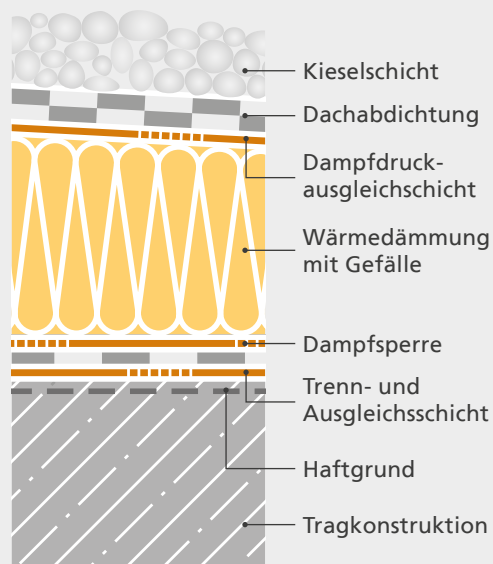 Kieselschicht
Dachabdichtung
Dampfdruck-
ausgleichschicht
Wärmedämmung
mit Gefälle
Dampfsperre
Trenn- und
Ausgleichsschicht
Haftgrund
Tragkonstruktion